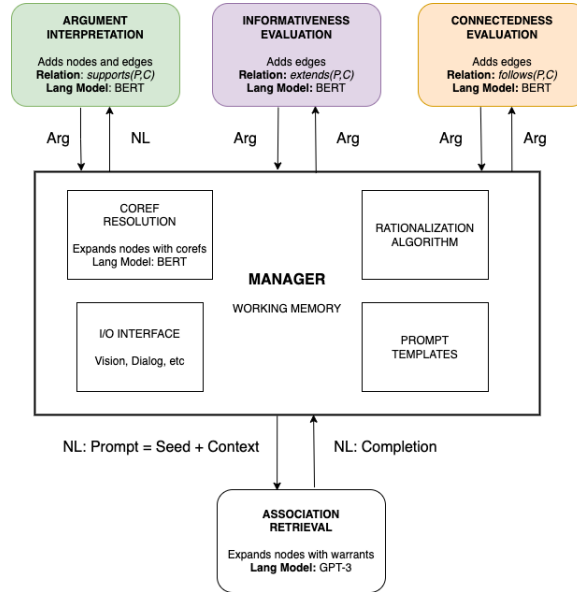 ARGUMENT
INTERPRETATION
Adds nodes and edges
Relation: supports(P,C)
Lang Model: BERT
INFORMATIVENESS
EVALUATION
Adds edges
Relation: extends(P,C)
Lang Model: BERT
CONNECTEDNESS
EVALUATION
Adds edges
Relation: follows(P,C)
Lang Model: BERT
Arg
NL
Arg
Arg
Arg
Arg
COREF
RESOLUTION
Expands nodes with corefs
Lang Model: BERT
RATIONALIZATION
ALGORITHM
MANAGER
WORKING MEMORY
I/O INTERFACE
Vision, Dialog, etc
PROMPT
TEMPLATES
NL: Prompt = Seed + Context
NL: Completion
ASSOCIATION
RETRIEVAL
Expands nodes with warrants
Lang Model: GPT-3